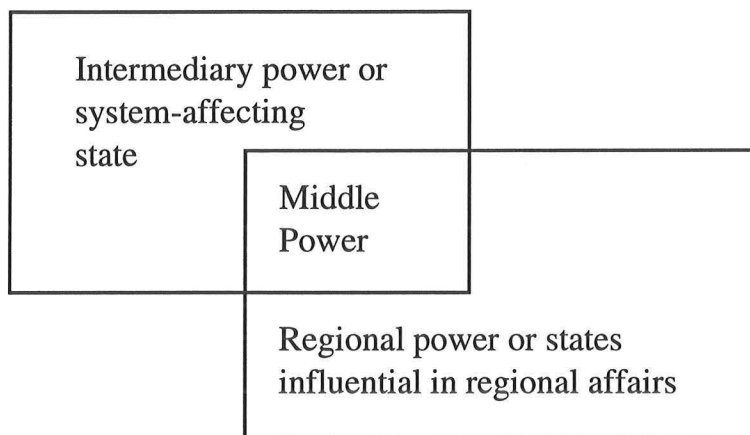 Intermediary power or
system-affecting
state
Middle
Power
Regional power or states
influential in regional affairs